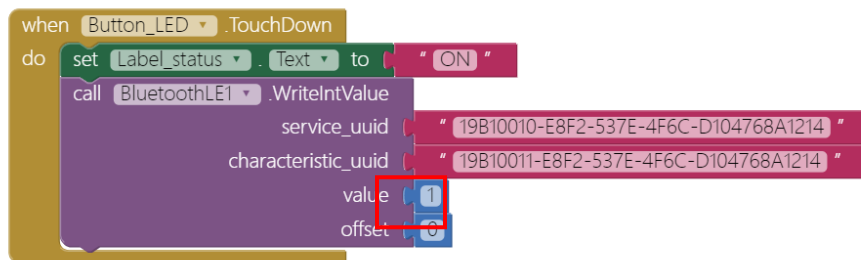 when Button_LED .TouchDown
do set Label_status . Text to " ON "
call BluetoothLE1 .WriteIntValue
service_uuid " 19B10010-E8F2-537E-4F6C-D104768A1214 "
characteristic_uuid " 19B10011-E8F2-537E-4F6C-D104768A1214 "
value 1
offset 0